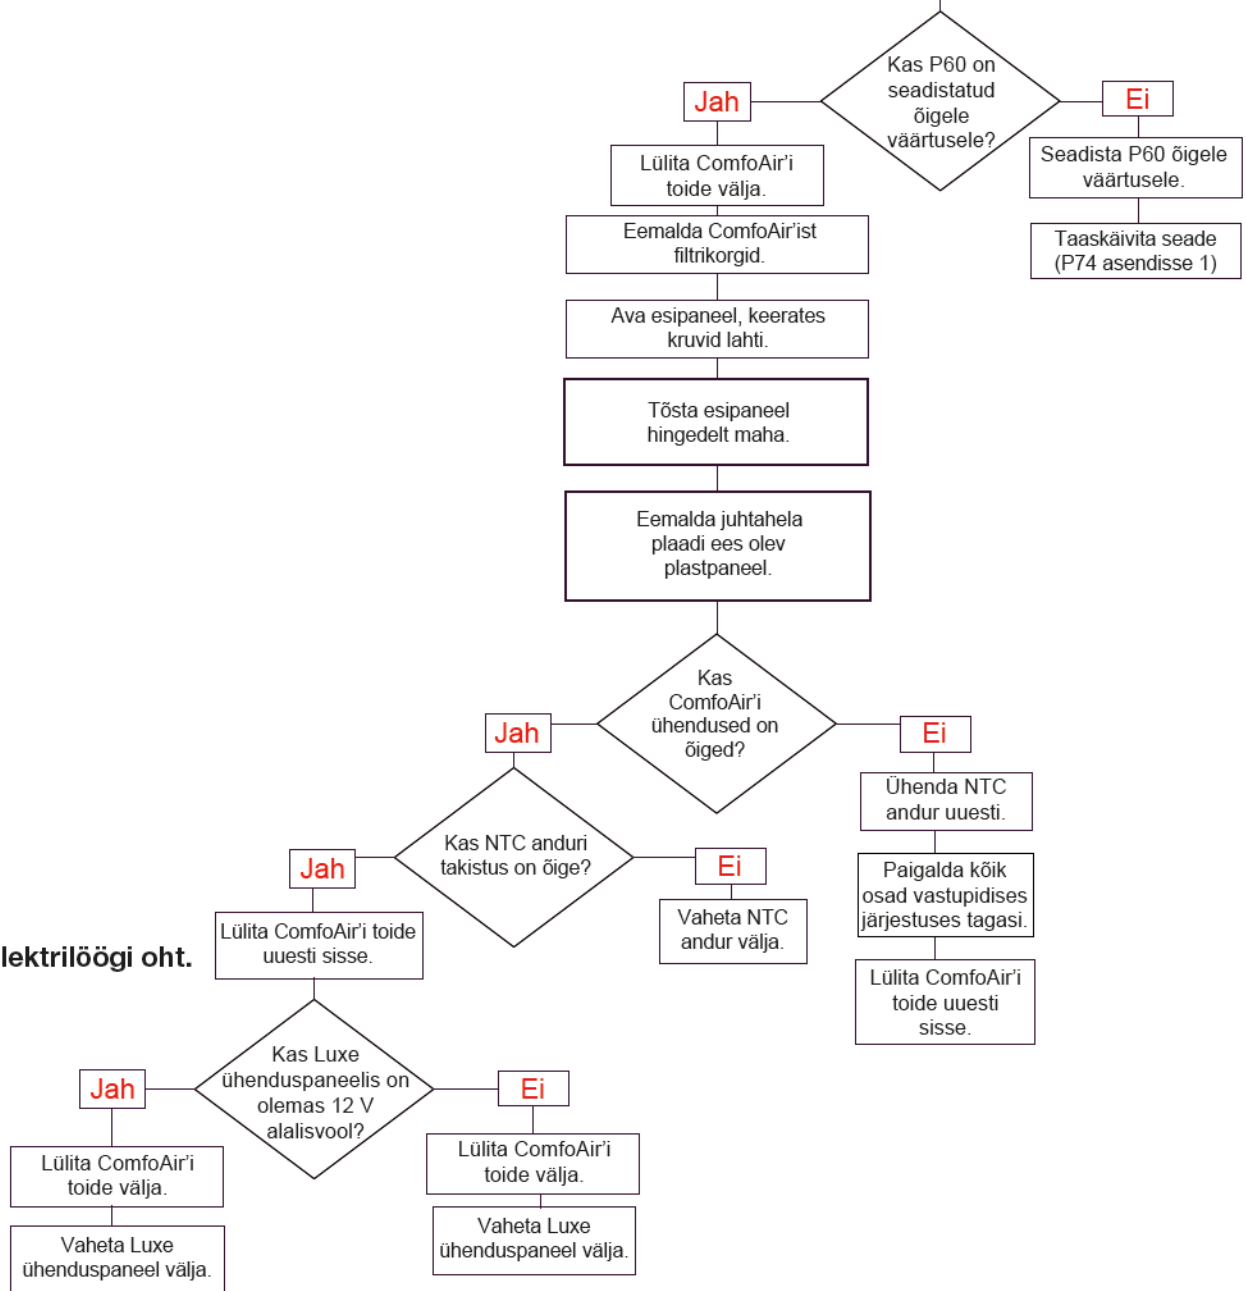 Kas P60 on
seadistatud
õigele
väärtusele?
Jah
Ei
Lülita ComfoAir'i
toide välja.
Seadista P60 õigele
väärtusele.
Eemalda ComfoAir'ist
filtrikorgid.
Taaskäivita seade
(P74 asendisse 1)
Ava esipaneel, keerates
kruvid lahti.
Tõsta esipaneel
hingedelt maha.
Eemalda juhtahela
plaadi ees olev
plastpaneel.
Kas
ComfoAir'i
ühendused on
õiged?
Jah
Ei
Ühenda NTC
andur uuesti.
Kas NTC anduri
takistus on õige?
Jah
Ei
Paigalda kõik
osad vastupidises
järjestuses tagasi.
Vaheta NTC
andur välja.
Lülita ComfoAir'i toide
uuesti sisse.
lektrilöögi oht.
Lülita ComfoAir'i
toide uuesti
sisse.
Kas Luxe
ühenduspaneelis on
olemas 12 V
alalisvool?
Jah
Ei
Lülita ComfoAir'i
toide välja.
Lülita ComfoAir'i
toide välja.
Vaheta Luxe
ühenduspaneel välja.
Vaheta Luxe
ühenduspaneel välja.